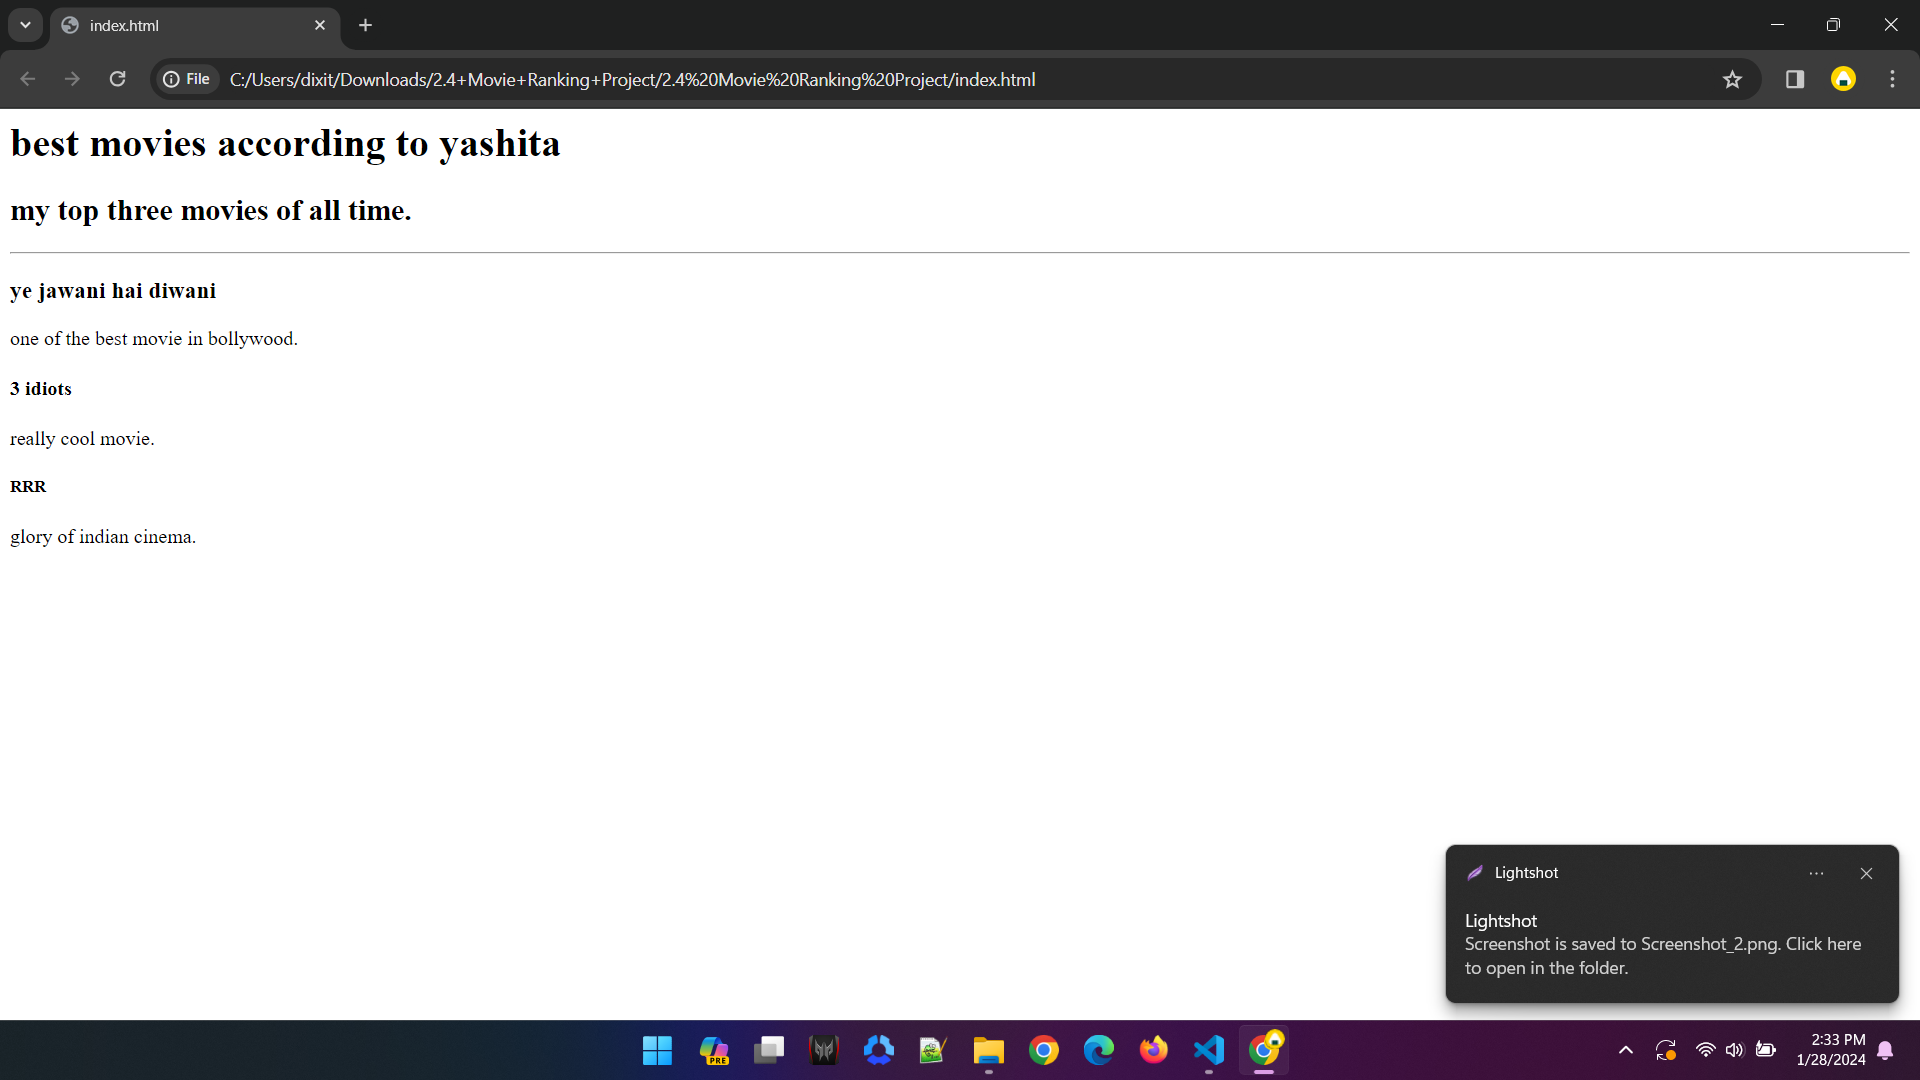 index.html
File
C:/Users/dixit/Downloads/2.4+Movie+Ranking+Project/2.4%20Movie%20Ranking%20Project/index.html
best movies according to yashita
my top three movies of all time.
ye jawani hai diwani
one of the best movie in bollywood.
3 idiots
really cool movie.
RRR
glory of indian cinema.
Lightshot
Lightshot
Screenshot is saved to Screenshot_2.png. Click here
to open in the folder.
PRE
2:33 PM
1/28/2024